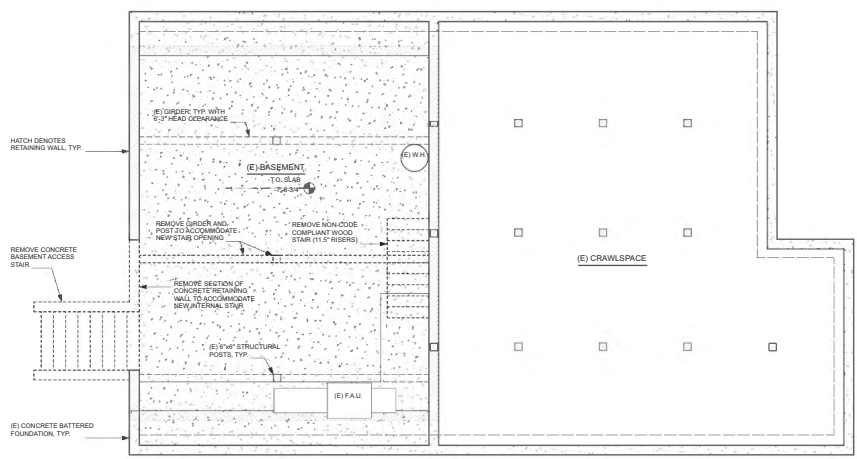 (E) GIRDER, TYP. WITH
6'-3" HEAD CLEARANCE
HATCH DENOTES
RETAINING WALL, TYP.
(E) W.H.
(E) BASEMENT
T.O. SLAB
-7'-8-3/4"
REMOVE GIRDER AND
POST TO ACCOMMODATE
NEW STAIR OPENING
REMOVE NON-CODE
COMPLIANT WOOD
STAIR (11.5" RISERS)
REMOVE CONCRETE
BASEMENT ACCESS
STAIR
(E) CRAWLSPACE
REMOVE SECTION OF
CONCRETE RETAINING
WALL TO ACCOMMODATE
NEW INTERNAL STAIR
(E) 6"x6" STRUCTURAL
POSTS, TYP.
(E) F.A.U.
(E) CONCRETE BATTERED
FOUNDATION, TYP.